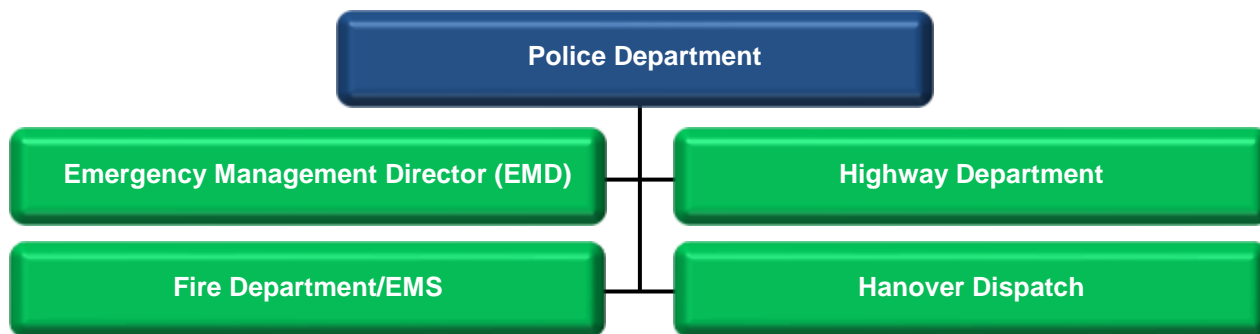 Police Department
Emergency Management Director (EMD)
Highway Department
Fire Department/EMS
Hanover Dispatch